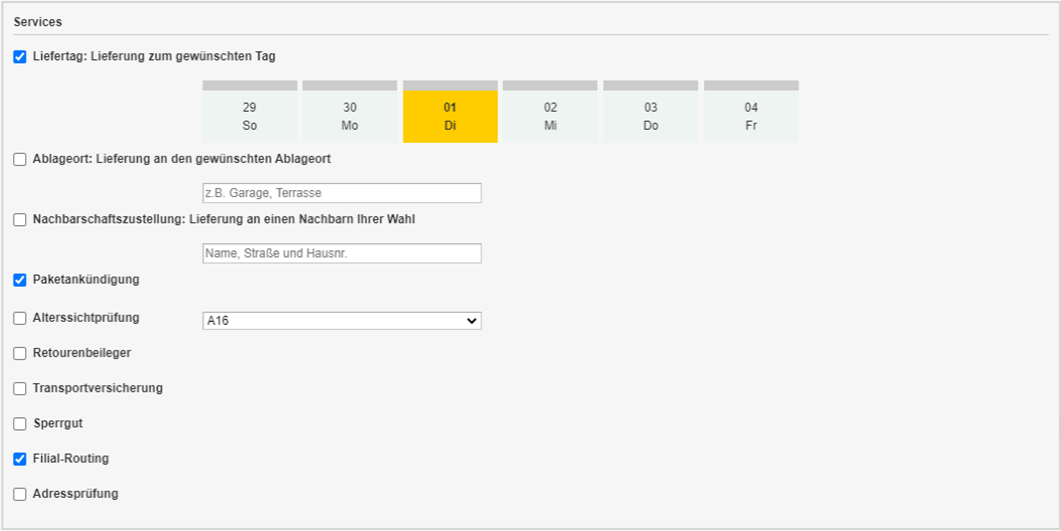 Services
Liefertag: Lieferung zum gewünschten Tag
29 30 01 02 03 04
So Mo Di Mi Do Fr
Ablageort: Lieferung an den gewünschten Ablageort
z.B. Garage, Terrasse
Nachbarschaftszustellung: Lieferung an einen Nachbarn Ihrer Wahl
Name, Straße und Hausnr.
Paketankündigung
Alterssichtprüfung A16
Retourenbeileger
Transportversicherung
Sperrgut
Filial-Routing
Adressprüfung